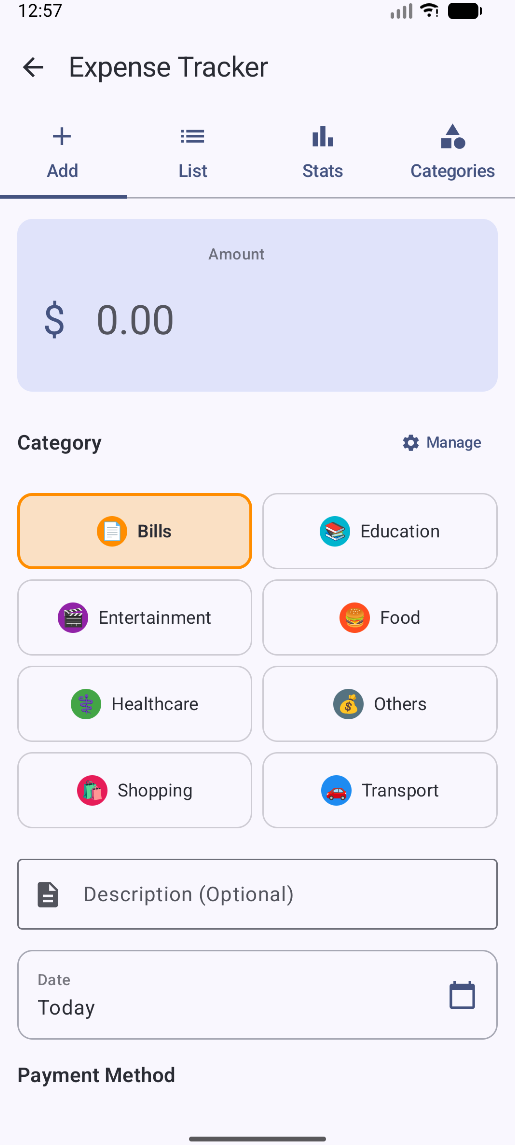 12:57
Expense Tracker
Add List Stats Categories
Amount
$ 0.00
Category Manage
Bills Education
Entertainment Food
Healthcare Others
Shopping Transport
Description (Optional)
Date
Today
Payment Method